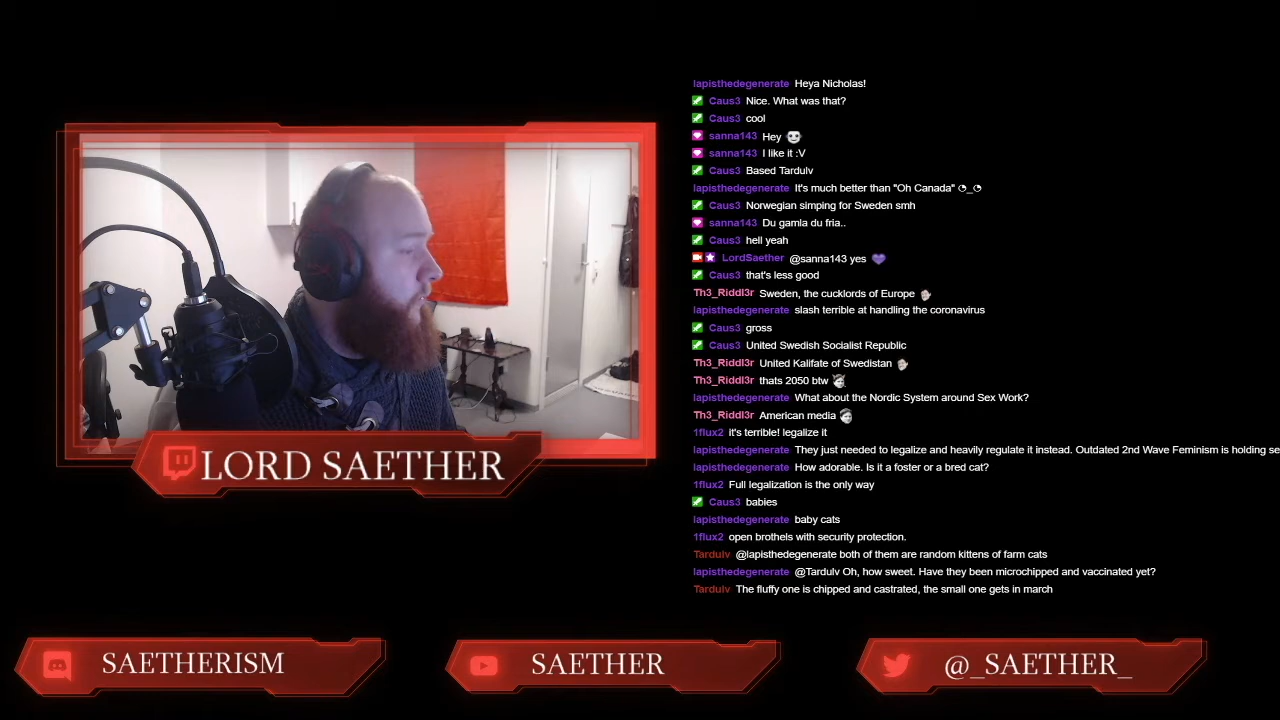 lapisthedegenerate Heya Nicholas!
Caus3 Nice. What was that?
Caus3 cool
sanna143 Hey
sanna143 I like it :V
Caus3 Based Tardulv
lapisthedegenerate It's much better than "Oh Canada" ◔_◔
Caus3 Norwegian simping for Sweden smh
sanna143 Du gamla du fria..
Caus3 hell yeah
LordSaether @sanna143 yes 💜
Caus3 that's less good
Th3_Riddl3r Sweden, the cucklords of Europe
lapisthedegenerate slash terrible at handling the coronavirus
Caus3 gross
Caus3 United Swedish Socialist Republic
Th3_Riddl3r United Kalifate of Swedistan
Th3_Riddl3r thats 2050 btw
lapisthedegenerate What about the Nordic System around Sex Work?
Th3_Riddl3r American media
1flux2 it's terrible! legalize it
lapisthedegenerate They just needed to legalize and heavily regulate it instead. Outdated 2nd Wave Feminism is holding se
lapisthedegenerate How adorable. Is it a foster or a bred cat?
1flux2 Full legalization is the only way
Caus3 babies
lapisthedegenerate baby cats
1flux2 open brothels with security protection.
Tardulv @lapisthedegenerate both of them are random kittens of farm cats
lapisthedegenerate @Tardulv Oh, how sweet. Have they been microchipped and vaccinated yet?
Tardulv The fluffy one is chipped and castrated, the small one gets in march
LORD SAETHER
SAETHERISM
SAETHER
@_SAETHER_